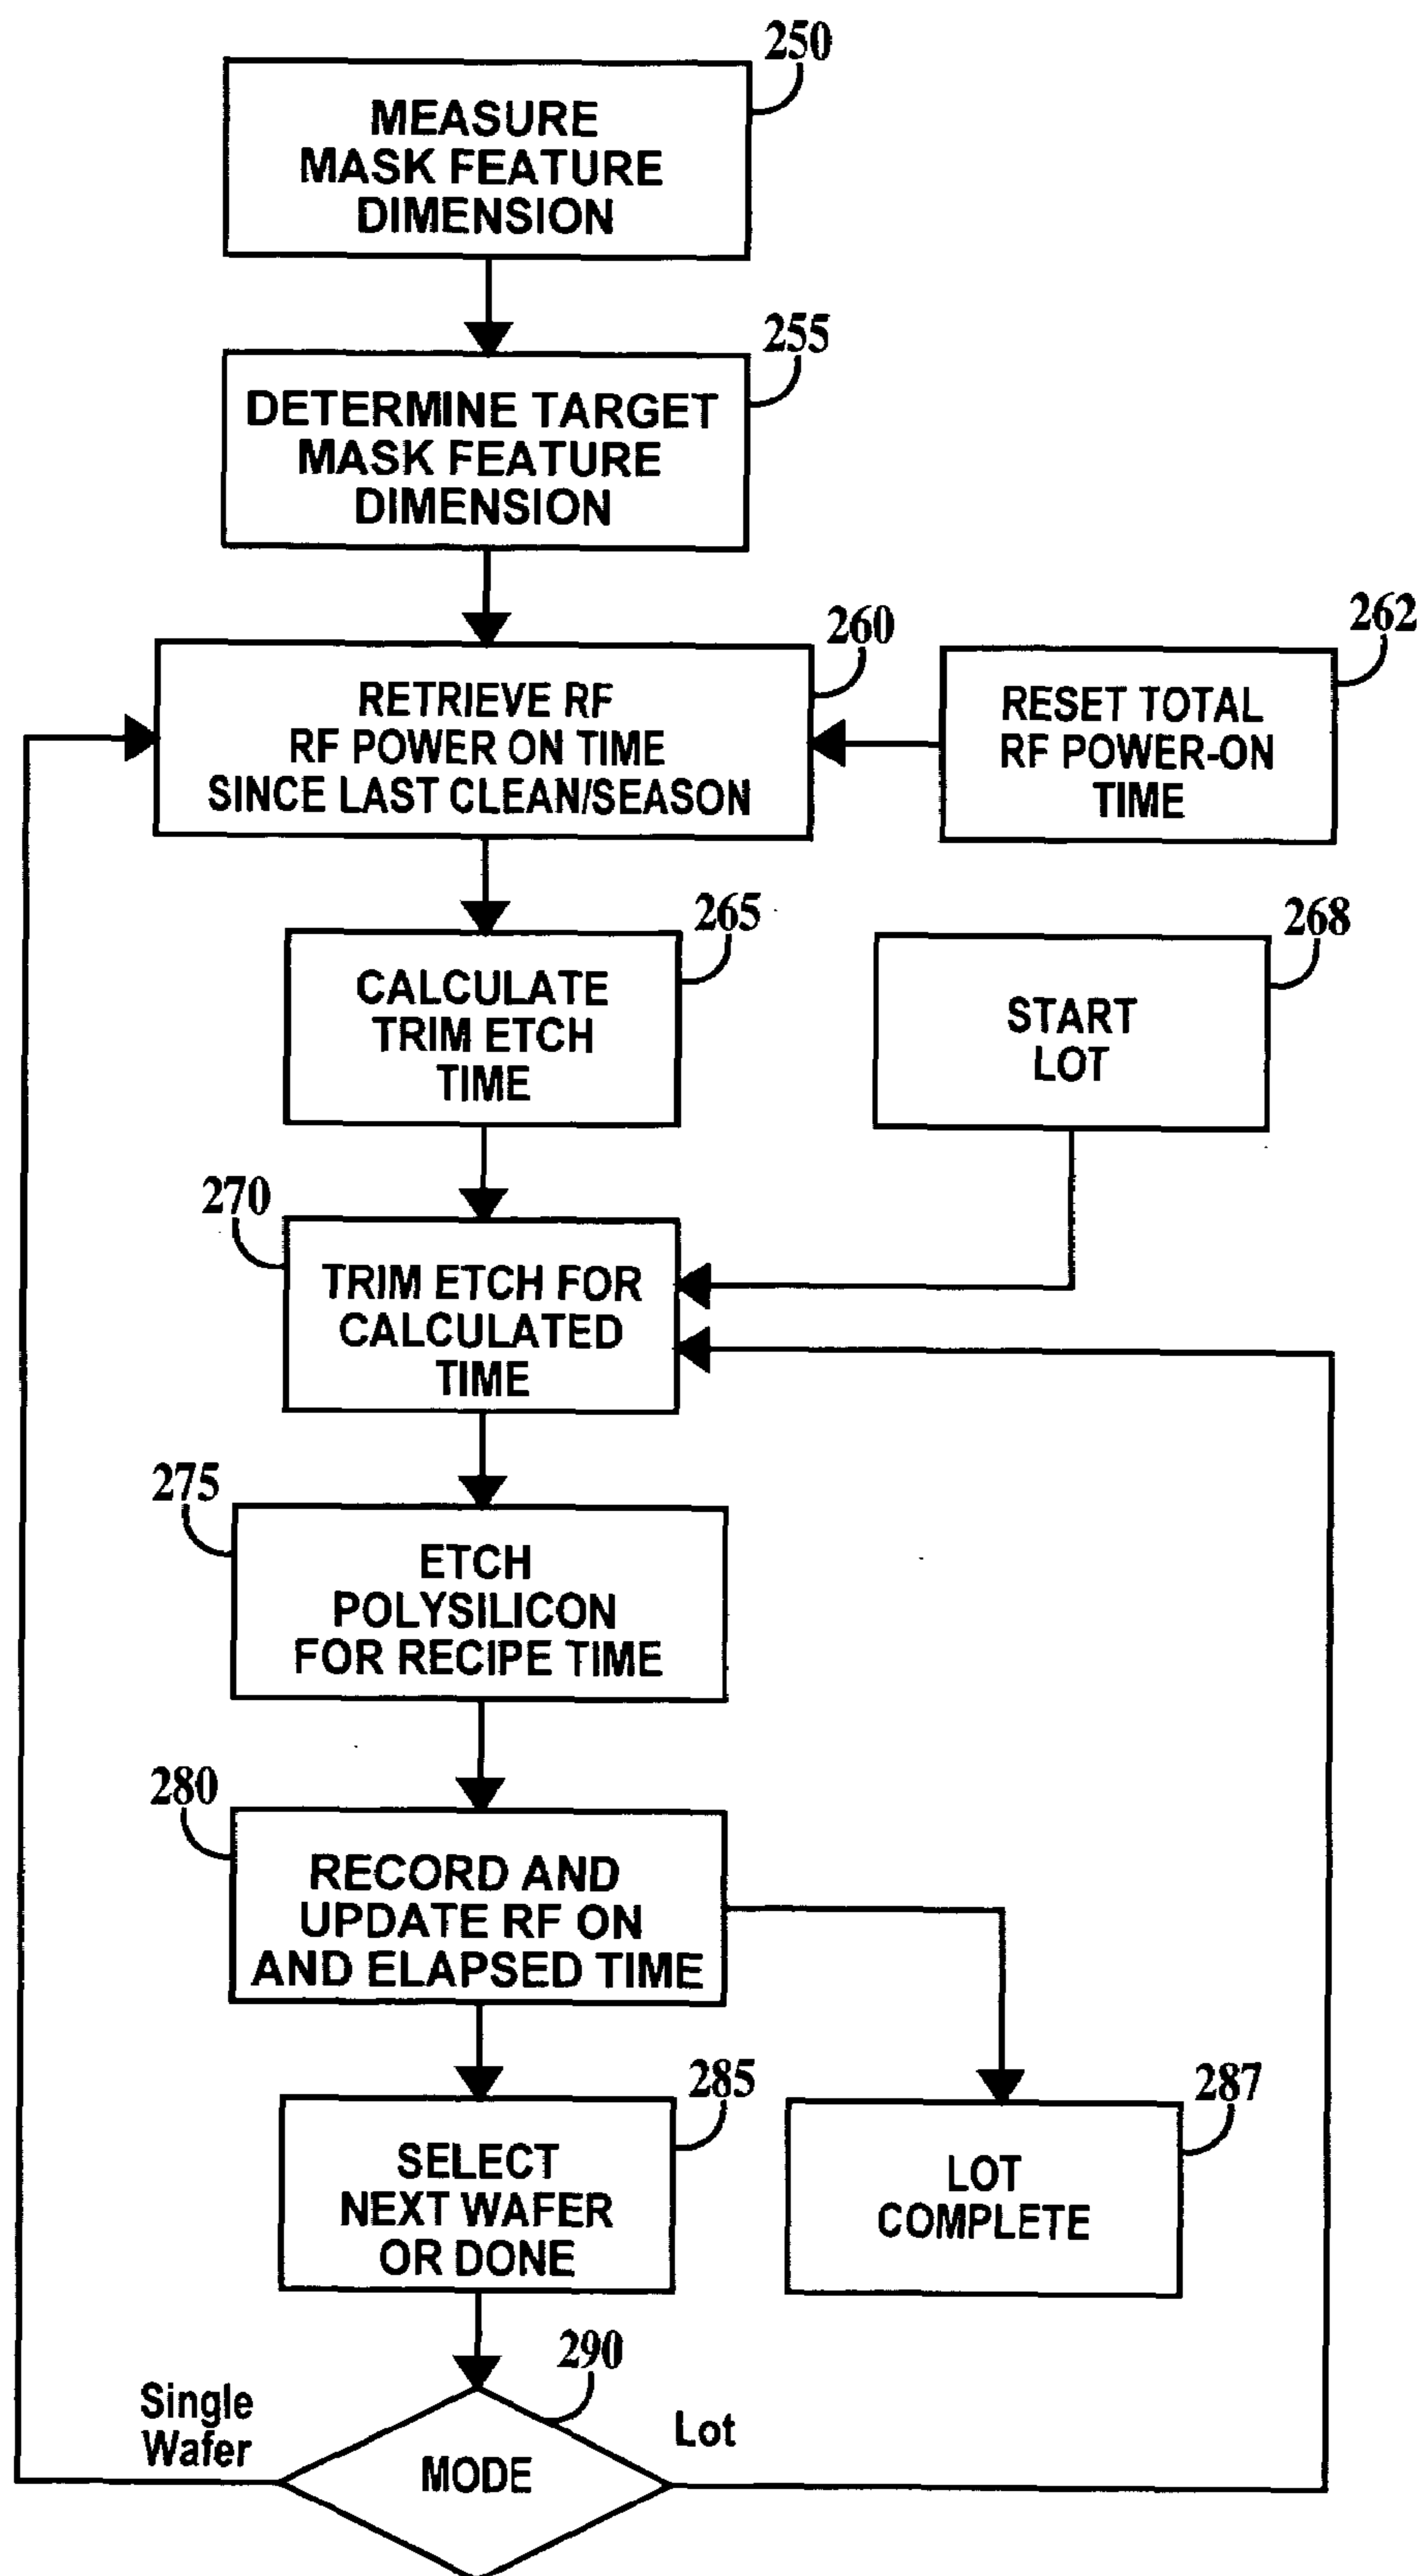 250
MEASURE
MASK FEATURE
DIMENSION
255
DETERMINE TARGET
MASK FEATURE
DIMENSION
260
RETRIEVE RF
RF POWER ON TIME
SINCE LAST CLEAN/SEASON
262
RESET TOTAL
RF POWER-ON
TIME
265
CALCULATE
TRIM ETCH
TIME
268
START
LOT
270
TRIM ETCH FOR
CALCULATED
TIME
275
ETCH
POLYSILICON
FOR RECIPE TIME
280
RECORD AND
UPDATE RF ON
AND ELAPSED TIME
285
SELECT
NEXT WAFER
OR DONE
287
LOT
COMPLETE
290
Single
Wafer
MODE
Lot